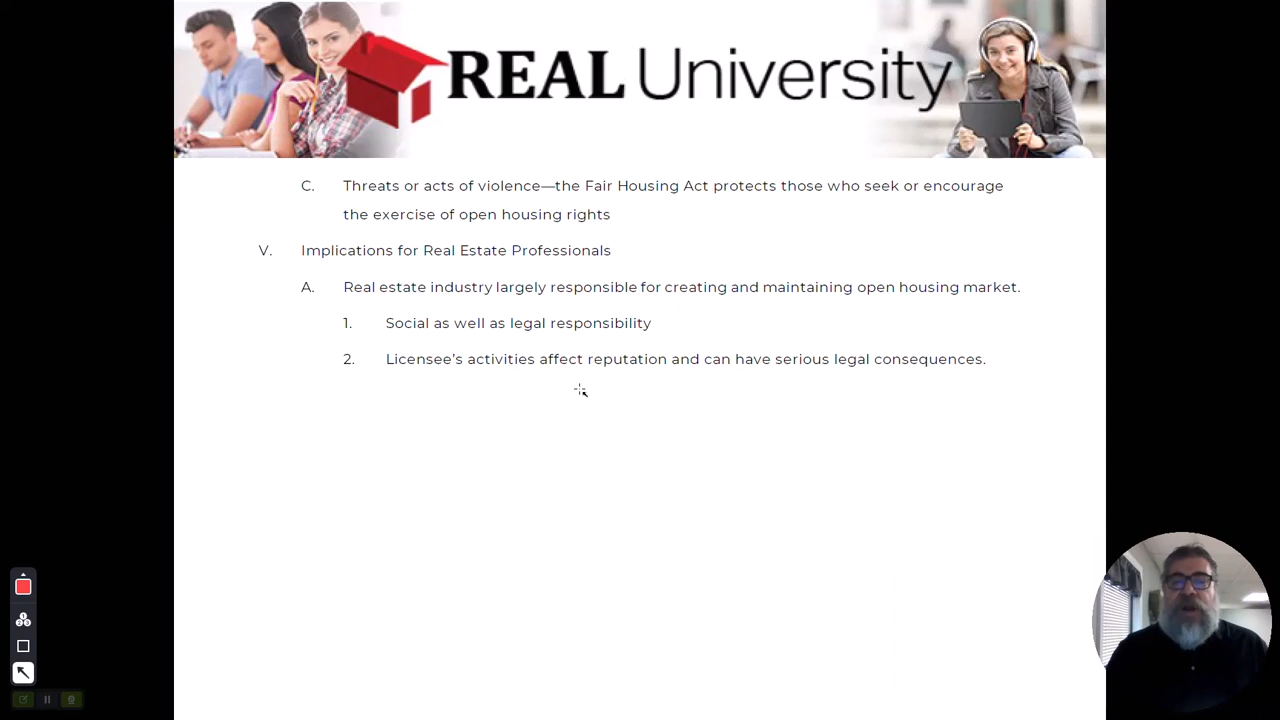 REAL University
C. Threats or acts of violence—the Fair Housing Act protects those who seek or encourage
the exercise of open housing rights
V. Implications for Real Estate Professionals
A. Real estate industry largely responsible for creating and maintaining open housing market.
1. Social as well as legal responsibility
2. Licensee’s activities affect reputation and can have serious legal consequences.